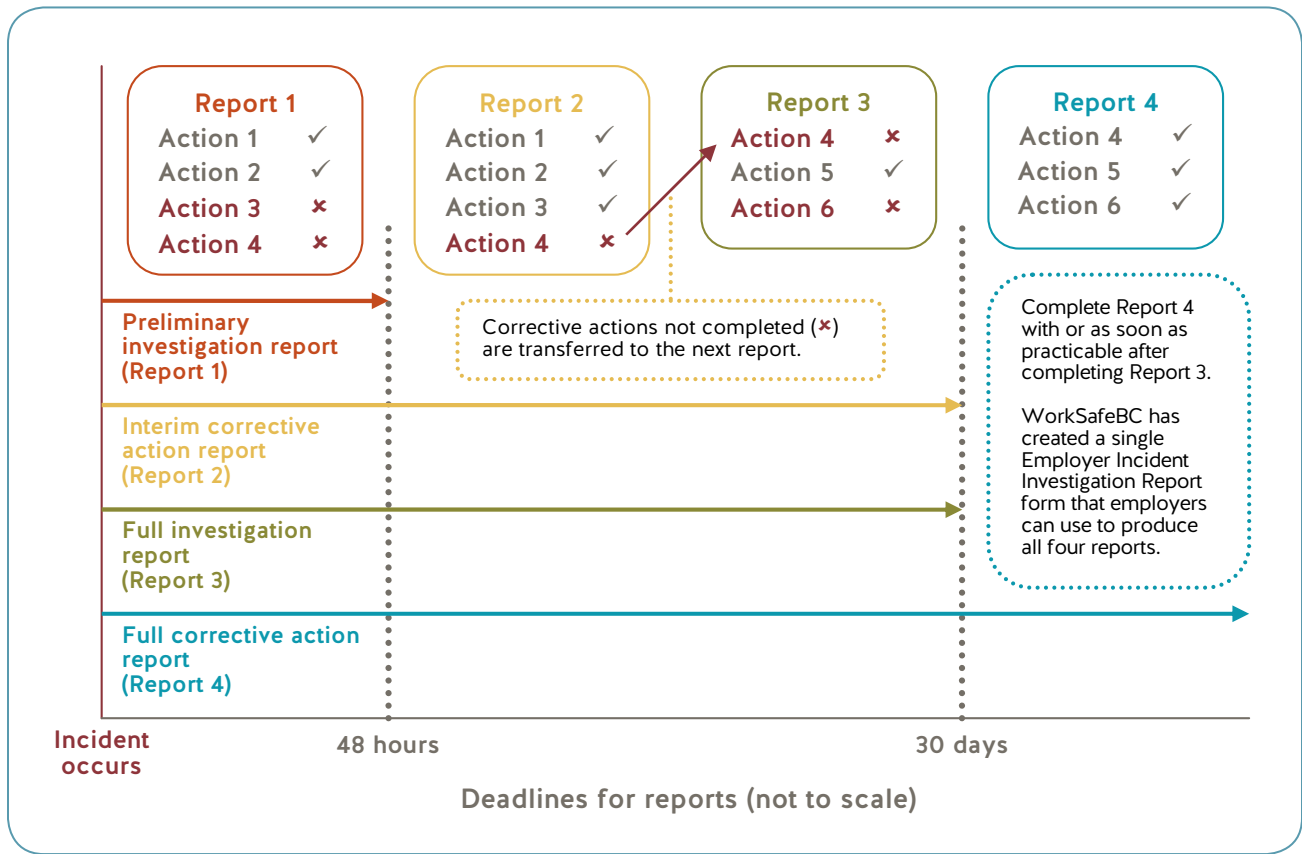 Report 1
Action 1 ✓
Action 2 ✓
Action 3 ×
Action 4 ×
Report 2
Action 1 ✓
Action 2 ✓
Action 3 ✓
Action 4 ×
Report 3
Action 4 ×
Action 5 ✓
Action 6 ×
Report 4
Action 4 ✓
Action 5 ✓
Action 6 ✓
Preliminary
investigation report
(Report 1)
Corrective actions not completed (×)
are transferred to the next report.
Interim corrective
action report
(Report 2)
Full investigation
report
(Report 3)
Full corrective action
report
(Report 4)
Complete Report 4
with or as soon as
practicable after
completing Report 3.
WorkSafeBC has
created a single
Employer Incident
Investigation Report
form that employers
can use to produce
all four reports.
Incident
occurs
48 hours
30 days
Deadlines for reports (not to scale)